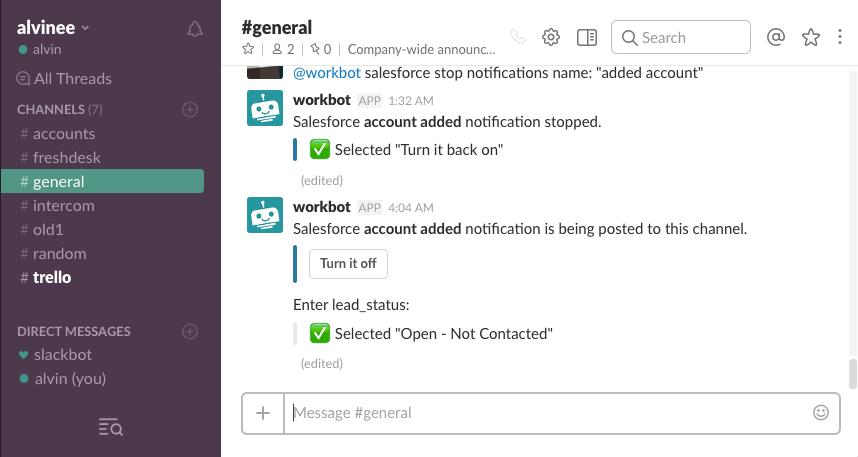 alvinee
alvin
All Threads
CHANNELS (7)
# accounts
# freshdesk
# general
# intercom
# old1
# random
# trello
DIRECT MESSAGES
slackbot
alvin (you)
#general
2
0
Company-wide announc...
Search
@workbot salesforce stop notifications name: "added account"
workbot APP 1:32 AM
Salesforce account added notification stopped.
Selected "Turn it back on"
(edited)
workbot APP 4:04 AM
Salesforce account added notification is being posted to this channel.
Turn it off
Enter lead_status:
Selected "Open - Not Contacted"
(edited)
Message #general